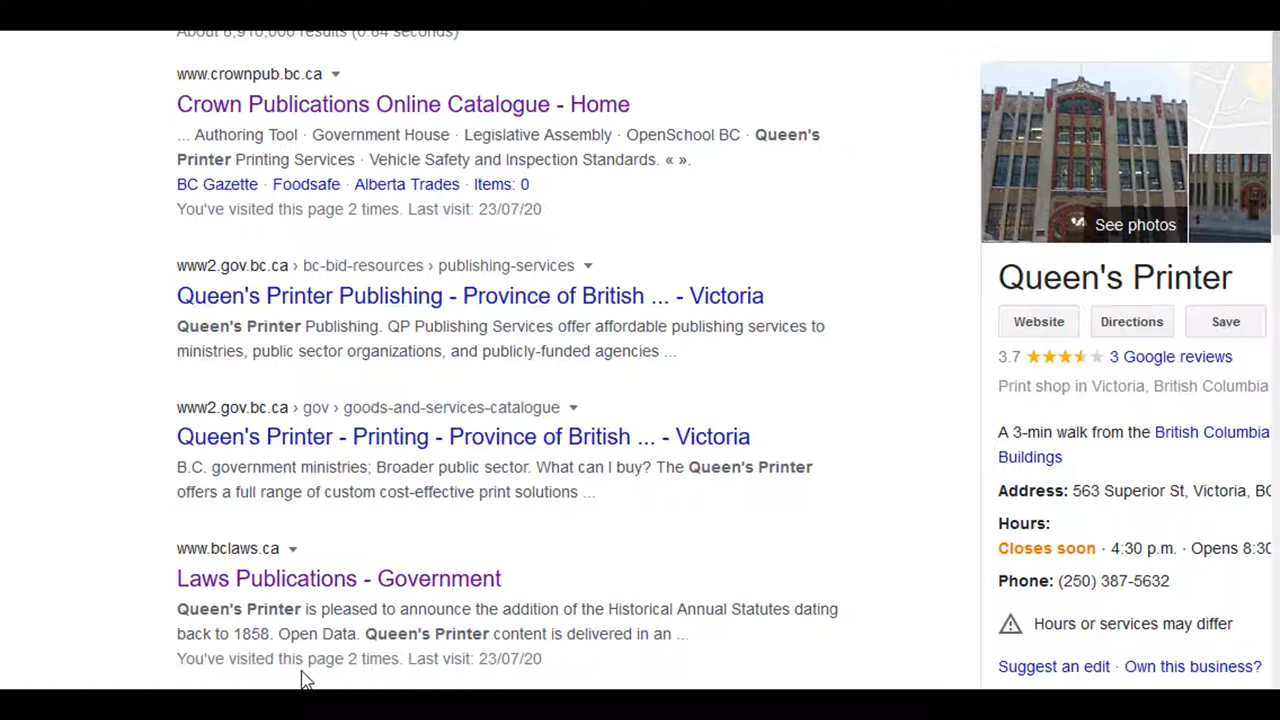 About 6,910,000 results (0.84 seconds)
www.crownpub.bc.ca
Crown Publications Online Catalogue - Home
... Authoring Tool · Government House · Legislative Assembly · OpenSchool BC · Queen's
Printer Printing Services · Vehicle Safety and Inspection Standards. « ».
BC Gazette · Foodsafe · Alberta Trades · Items: 0
You've visited this page 2 times. Last visit: 23/07/20
www2.gov.bc.ca › bc-bid-resources › publishing-services
Queen's Printer Publishing - Province of British ... - Victoria
Queen's Printer Publishing. QP Publishing Services offer affordable publishing services to
ministries, public sector organizations, and publicly-funded agencies ...
www2.gov.bc.ca › gov › goods-and-services-catalogue
Queen's Printer - Printing - Province of British ... - Victoria
B.C. government ministries; Broader public sector. What can I buy? The Queen's Printer
offers a full range of custom cost-effective print solutions ...
www.bclaws.ca
Laws Publications - Government
Queen's Printer is pleased to announce the addition of the Historical Annual Statutes dating
back to 1858. Open Data. Queen's Printer content is delivered in an ...
You've visited this page 2 times. Last visit: 23/07/20
See photos
Queen's Printer
Website
Directions
Save
3.7 3 Google reviews
Print shop in Victoria, British Columbia
A 3-min walk from the British Columbia
Buildings
Address: 563 Superior St, Victoria, BC
Hours:
Closes soon · 4:30 p.m. · Opens 8:30
Phone: (250) 387-5632
Hours or services may differ
Suggest an edit · Own this business?